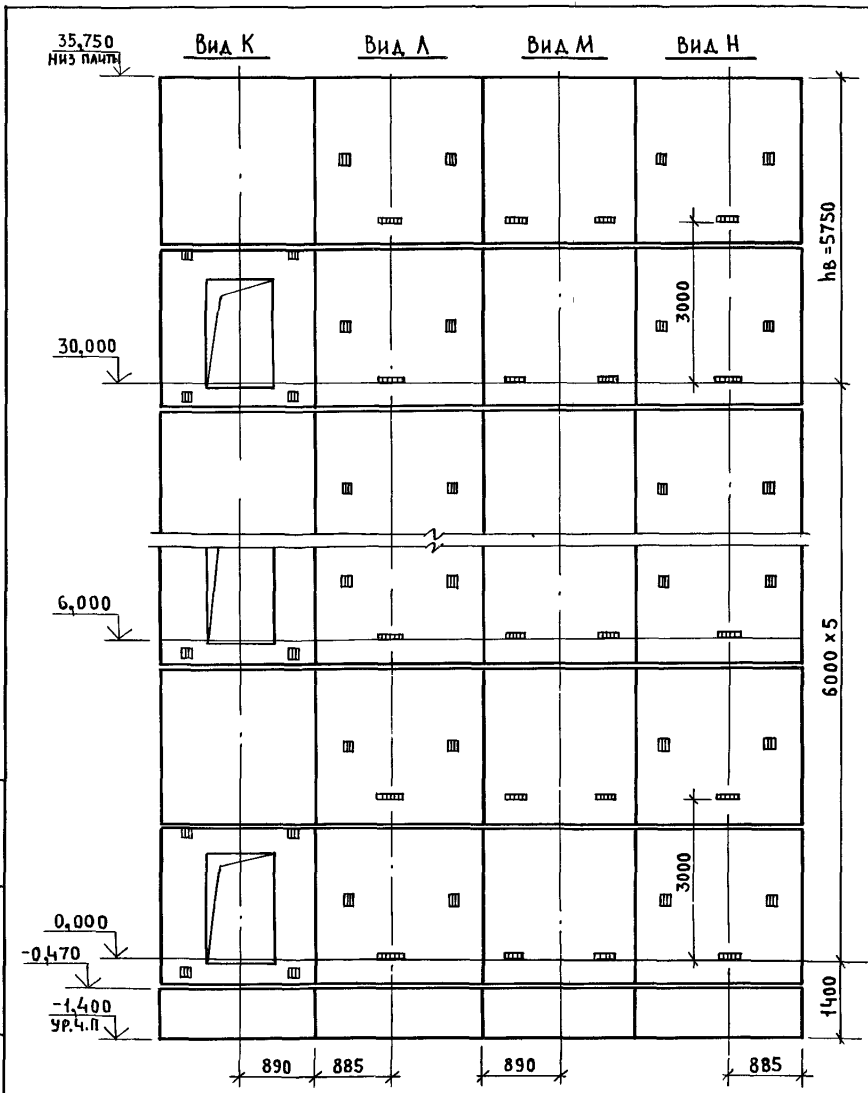 35,750
низ плиты
Вид К
Вид Л
Вид М
Вид Н
hв=5750
3000
30,000
6,000
6000 x 5
3000
0,000
-0,470
-1,400
ур.ч.п
1400
890
885
890
885